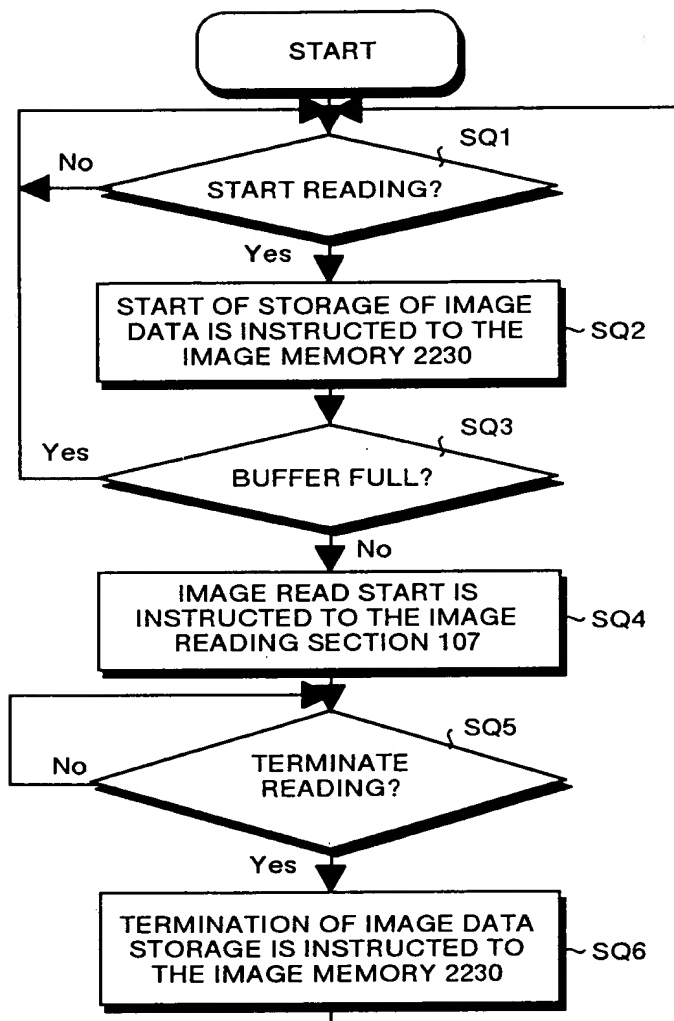 START
SQ1
No
START READING?
Yes
START OF STORAGE OF IMAGE
DATA IS INSTRUCTED TO THE
IMAGE MEMORY 2230
SQ2
SQ3
Yes
BUFFER FULL?
No
IMAGE READ START IS
INSTRUCTED TO THE IMAGE
READING SECTION 107
SQ4
SQ5
No
TERMINATE
READING?
Yes
TERMINATION OF IMAGE DATA
STORAGE IS INSTRUCTED TO
THE IMAGE MEMORY 2230
SQ6